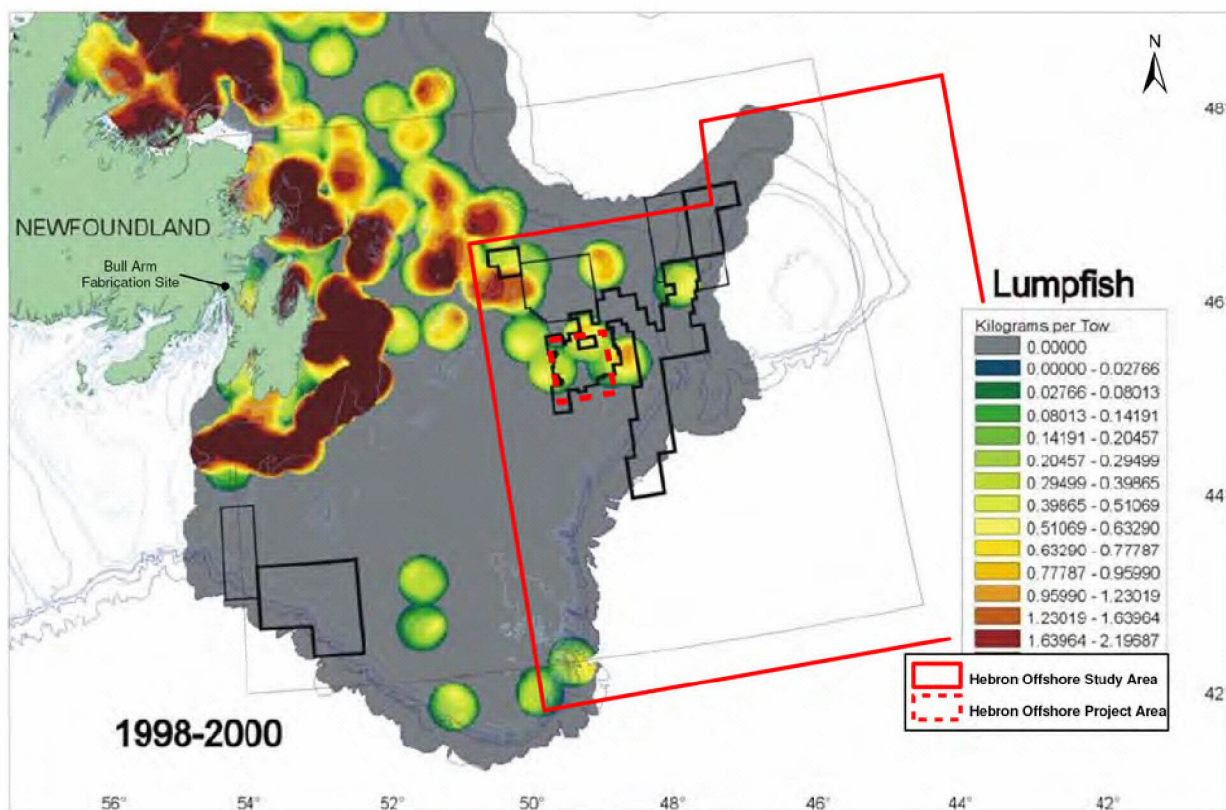 N
48°
NEWFOUNDLAND
Bull Arm
Fabrication Site
46°
Lumpfish
Kilograms per Tow
0.00000
0.00000 - 0.02766
0.02766 - 0.08013
0.08013 - 0.14191
0.14191 - 0.20457
0.20457 - 0.29499
0.29499 - 0.39865
0.39865 - 0.51069
0.51069 - 0.63290
0.63290 - 0.77787
0.77787 - 0.95990
0.95990 - 1.23019
1.23019 - 1.63964
1.63964 - 2.19687
44°
Hebron Offshore Study Area
Hebron Offshore Project Area
42°
1998-2000
56° 54° 52° 50° 48° 46° 44° 42°